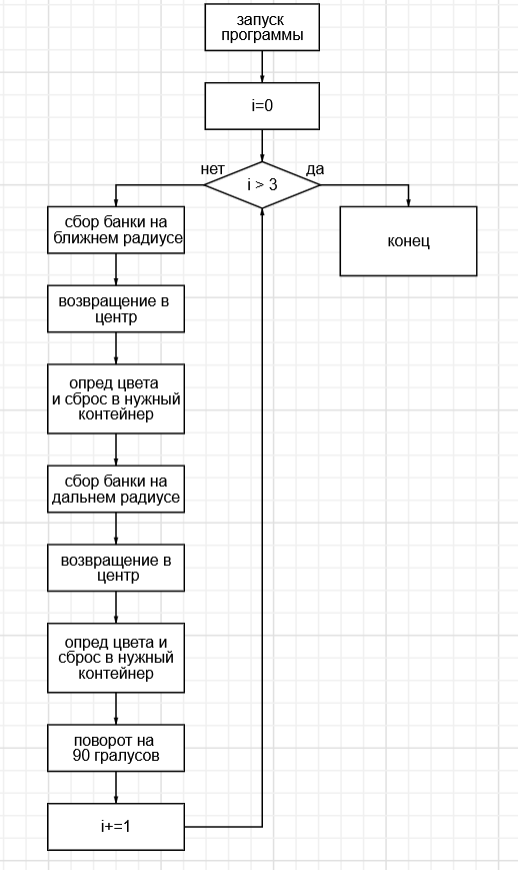 запуск
программы
i=0
нет
да
i > 3
сбор банки на
ближнем радиусе
конец
возвращение в
центр
опред цвета
и сброс в нужный
контейнер
сбор банки на
дальнем радиусе
возвращение в
центр
опред цвета и
сброс в нужный
контейнер
поворот на
90 гралусов
i+=1